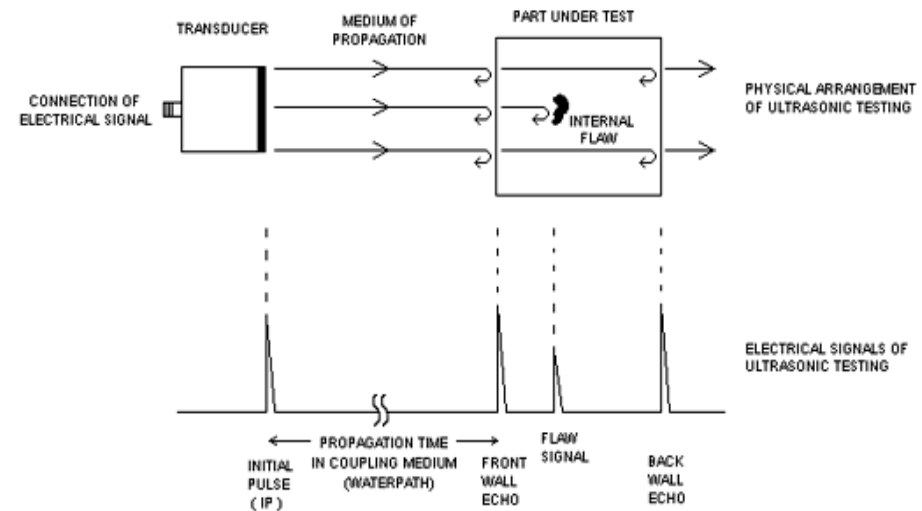 TRANSDUCER
MEDIUM OF
PROPAGATION
PART UNDER TEST
CONNECTION OF
ELECTRICAL SIGNAL
INTERNAL
FLAW
PHYSICAL ARRANGEMENT
OF ULTRASONIC TESTING
ELECTRICAL SIGNALS OF
ULTRASONIC TESTING
PROPAGATION TIME
IN COUPLING MEDIUM
(WATERPATH)
INITIAL
PULSE
( IP )
FRONT
WALL
ECHO
FLAW
SIGNAL
BACK
WALL
ECHO